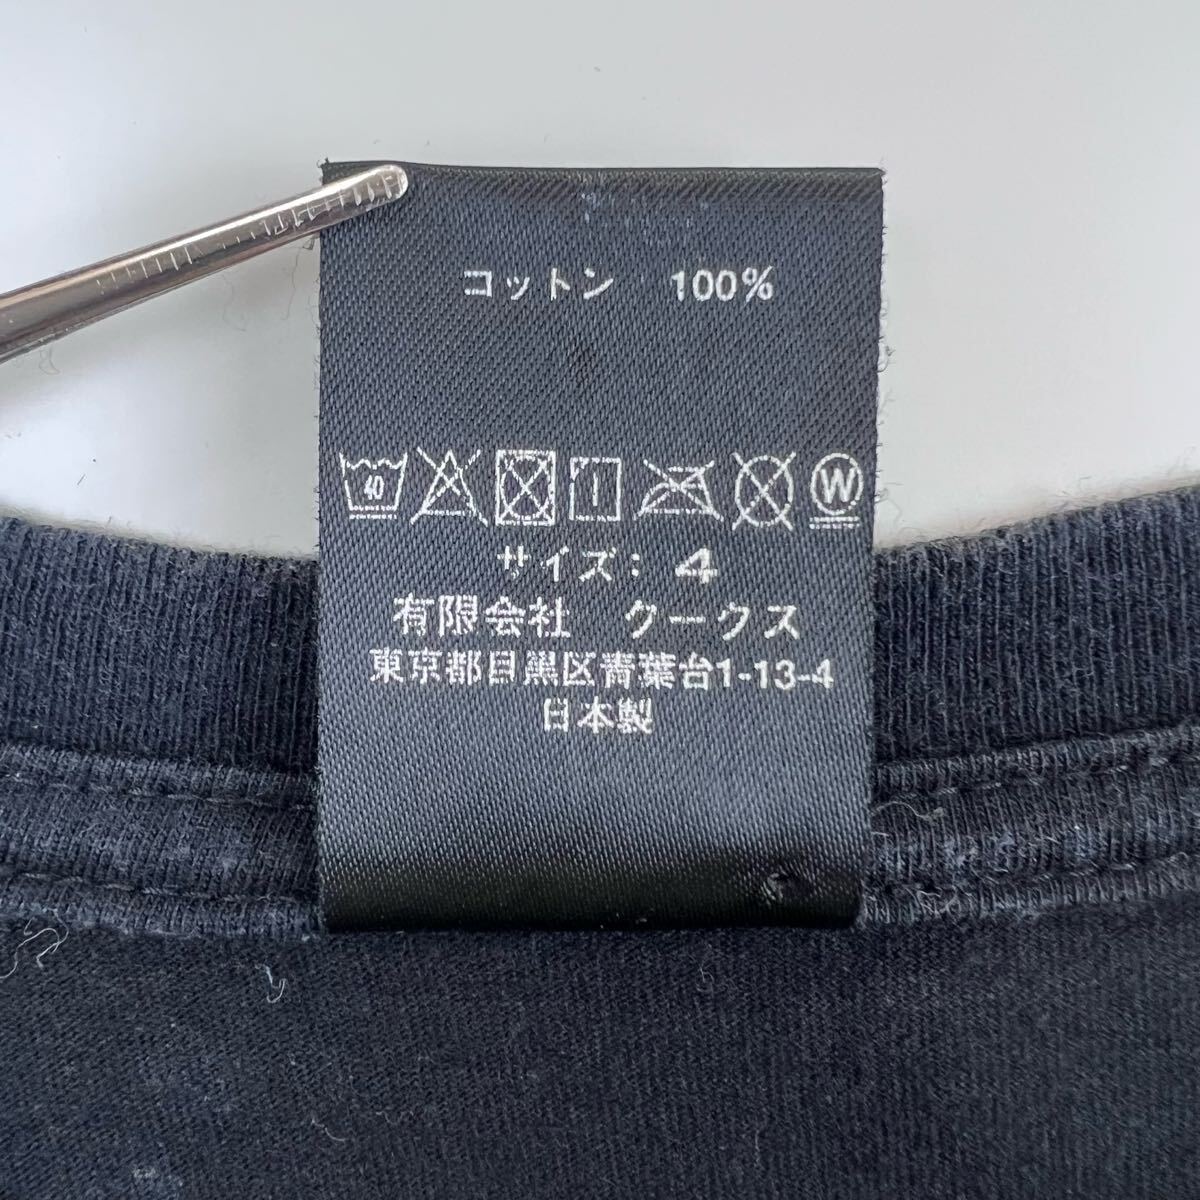 コットン 100%
40 W
サイズ: 4
有限会社 クークス
東京都目黒区青葉台1-13-4
日本製